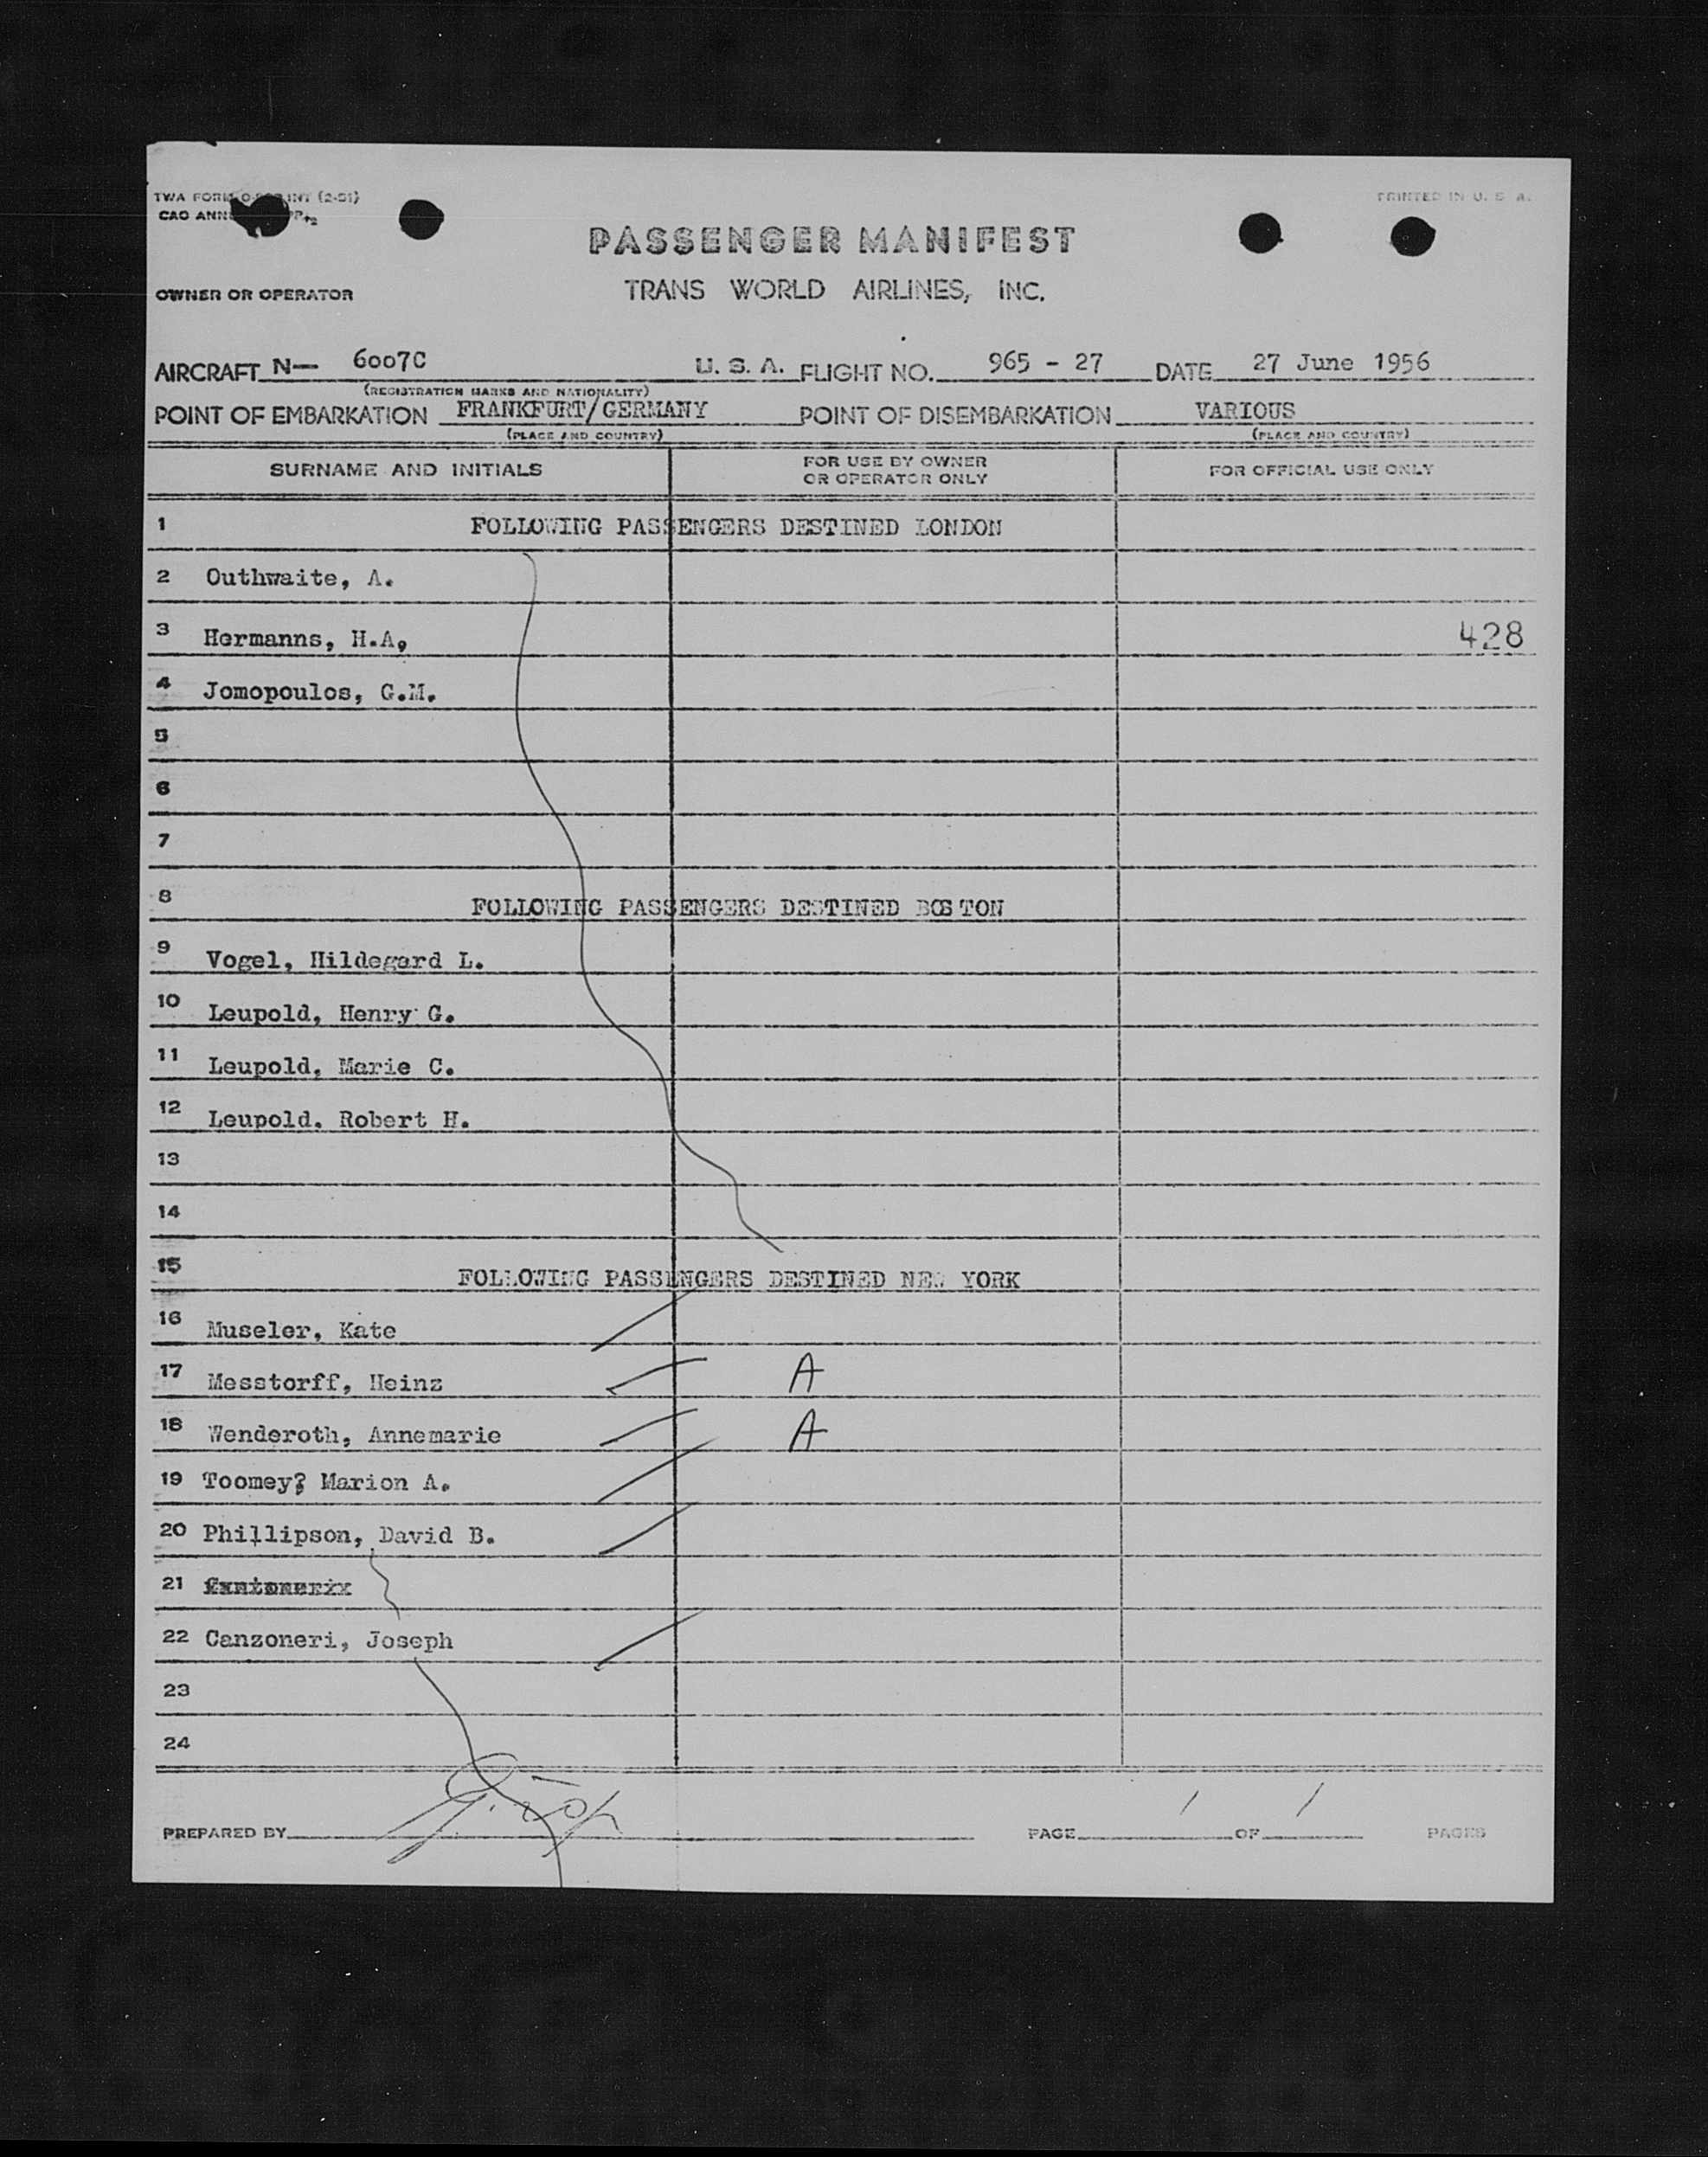 TWA FORM O- INT (2-51)
PRINTED IN U. S. A.
CAO ANN
PASSENGER MANIFEST
OWNER OR OPERATOR
TRANS WORLD AIRLINES, INC.
AIRCRAFT N— 6007C U. S. A. FLIGHT NO. 965 - 27 DATE 27 June 1956
(REGISTRATION MARKS AND NATIONALITY)
POINT OF EMBARKATION FRANKFURT/GERMANY POINT OF DISEMBARKATION VARIOUS
(PLACE AND COUNTRY) (PLACE AND COUNTRY)
SURNAME AND INITIALS
FOR USE BY OWNER
OR OPERATOR ONLY
FOR OFFICIAL USE ONLY
1 FOLLOWING PASSENGERS DESTINED LONDON
2 Outhwaite, A.
3 Hermanns, H.A, 428
4 Jomopoulos, G.M.
5
6
7
8 FOLLOWING PASSENGERS DESTINED BOSTON
9 Vogel, Hildegard L.
10 Leupold, Henry G.
11 Leupold, Marie C.
12 Leupold. Robert H.
13
14
15 FOLLOWING PASSENGERS DESTINED NEW YORK
16 Museler, Kate
17 Messtorff, Heinz A
18 Wenderoth, Annemarie A
19 Toomey? Marion A.
20 Phillipson, David B.
21
22 Canzoneri, Joseph
23
24
PREPARED BY PAGE 1 OF 1 PAGES